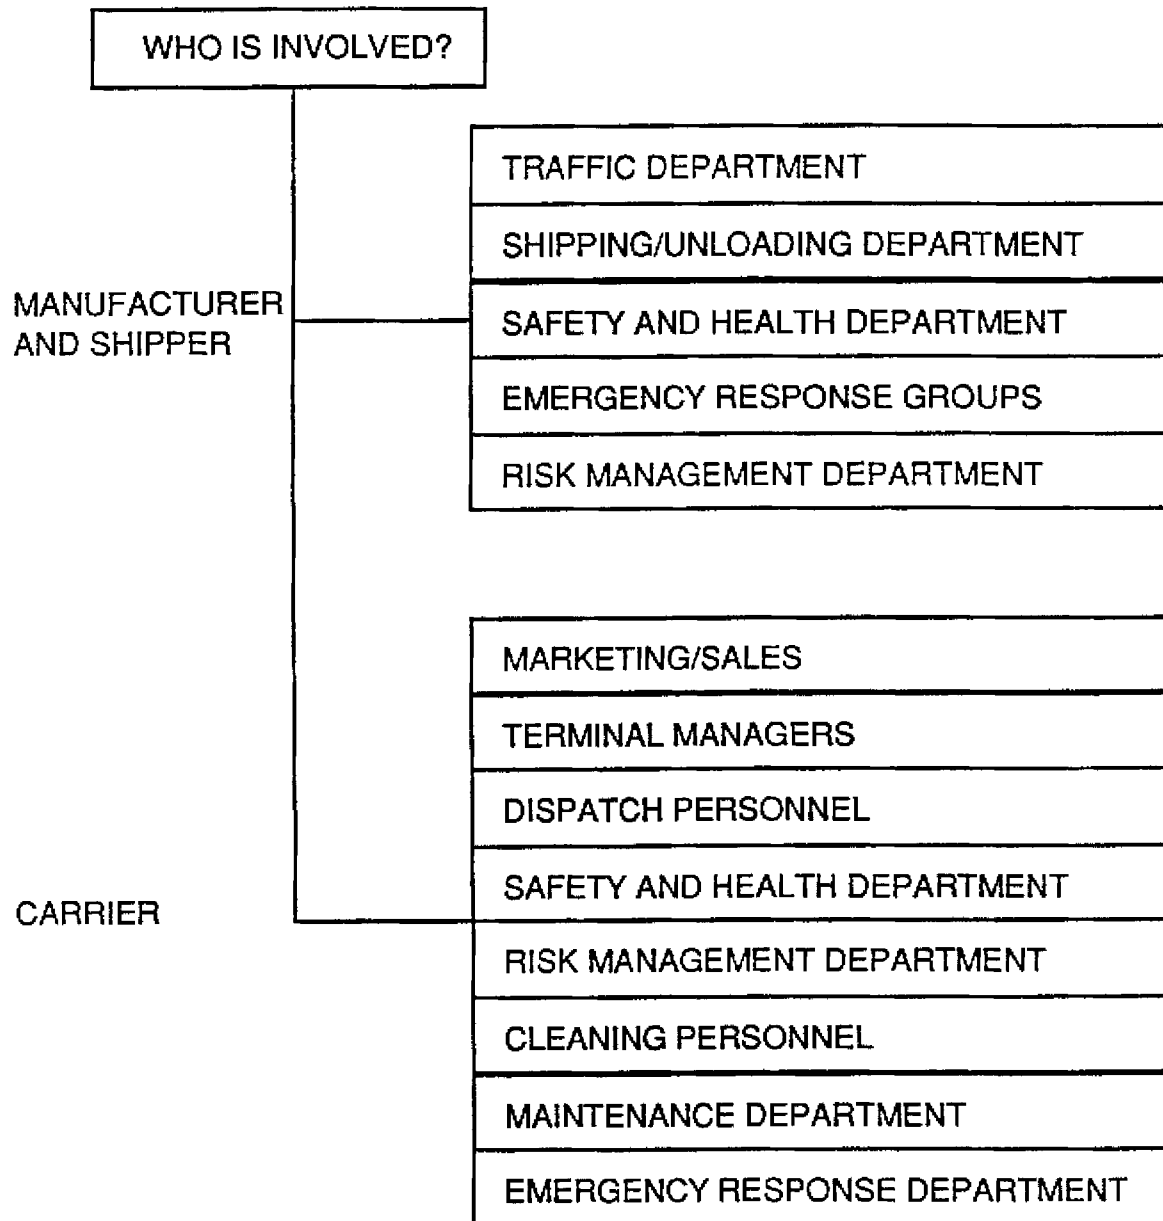 WHO IS INVOLVED?
TRAFFIC DEPARTMENT
SHIPPING/UNLOADING DEPARTMENT
MANUFACTURER
AND SHIPPER
SAFETY AND HEALTH DEPARTMENT
EMERGENCY RESPONSE GROUPS
RISK MANAGEMENT DEPARTMENT
MARKETING/SALES
TERMINAL MANAGERS
DISPATCH PERSONNEL
SAFETY AND HEALTH DEPARTMENT
CARRIER
RISK MANAGEMENT DEPARTMENT
CLEANING PERSONNEL
MAINTENANCE DEPARTMENT
EMERGENCY RESPONSE DEPARTMENT